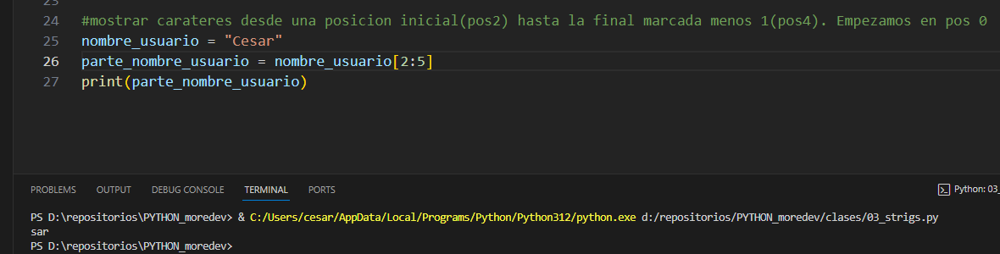 23
24 #mostrar carateres desde una posicion inicial(pos2) hasta la final marcada menos 1(pos4). Empezamos en pos 0
25 nombre_usuario = "Cesar"
26 parte_nombre_usuario = nombre_usuario[2:5]
27 print(parte_nombre_usuario)
PROBLEMS OUTPUT DEBUG CONSOLE TERMINAL PORTS Python: 03_
PS D:\repositorios\PYTHON_moredev> & C:/Users/cesar/AppData/Local/Programs/Python/Python312/python.exe d:/repositorios/PYTHON_moredev/clases/03_strigs.py
sar
PS D:\repositorios\PYTHON_moredev>